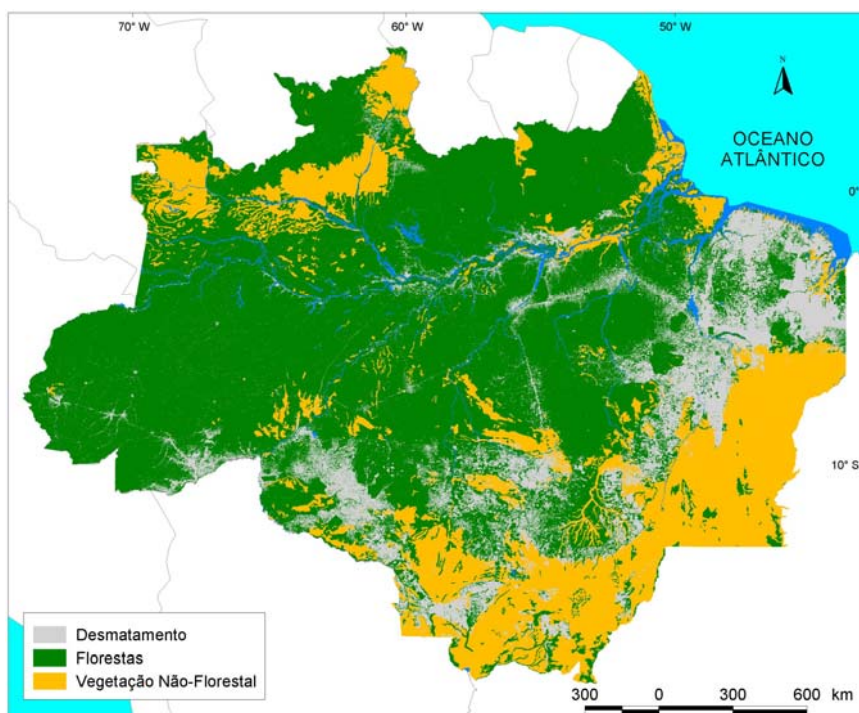 70° W
60° W
50° W
N
OCEANO
ATLÂNTICO
0°
10° S
Desmatamento
Florestas
Vegetação Não-Florestal
300 0 300 600 km